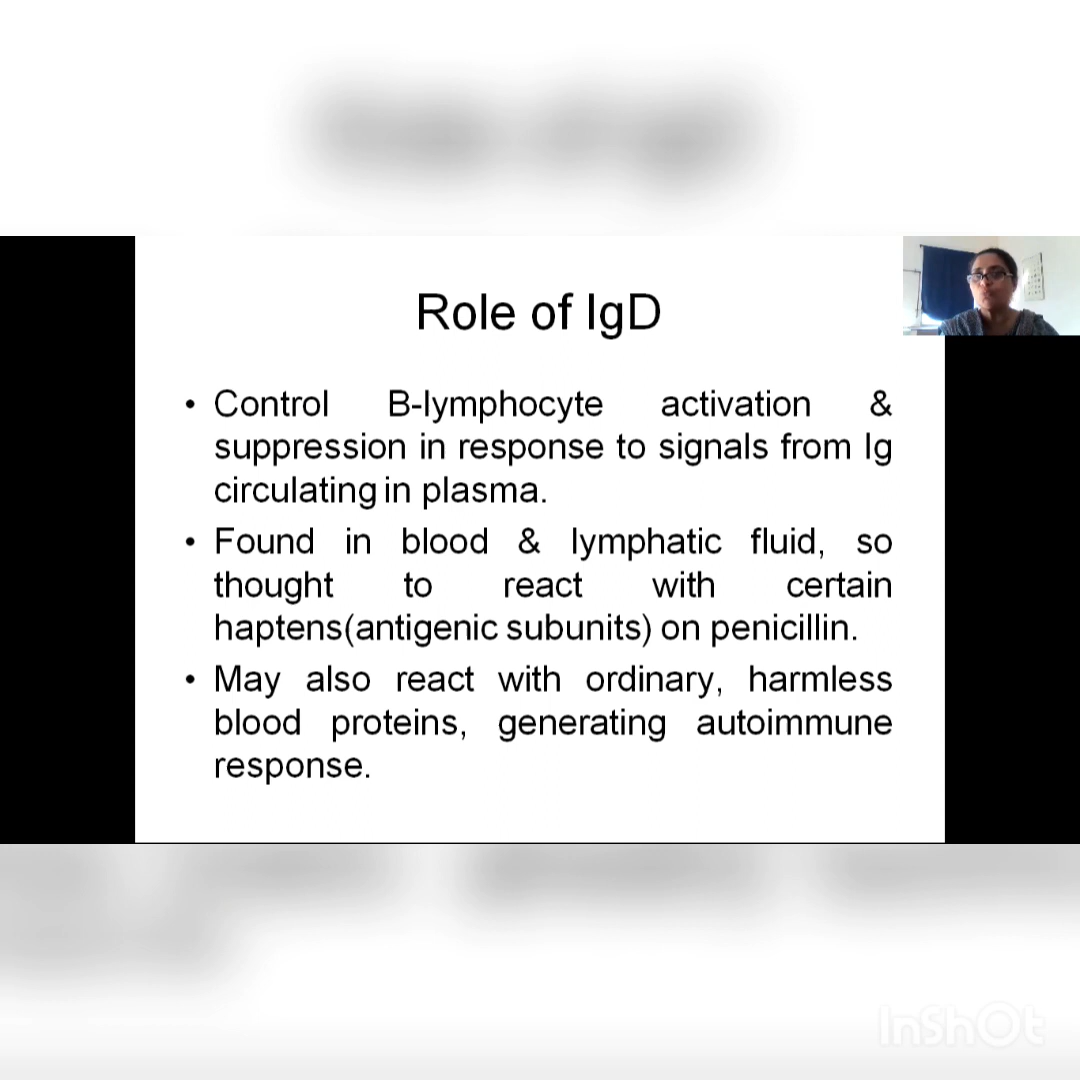 Role of IgD
• Control B-lymphocyte activation &
suppression in response to signals from Ig
circulating in plasma.
• Found in blood & lymphatic fluid, so
thought to react with certain
haptens(antigenic subunits) on penicillin.
• May also react with ordinary, harmless
blood proteins, generating autoimmune
response.
InShOt